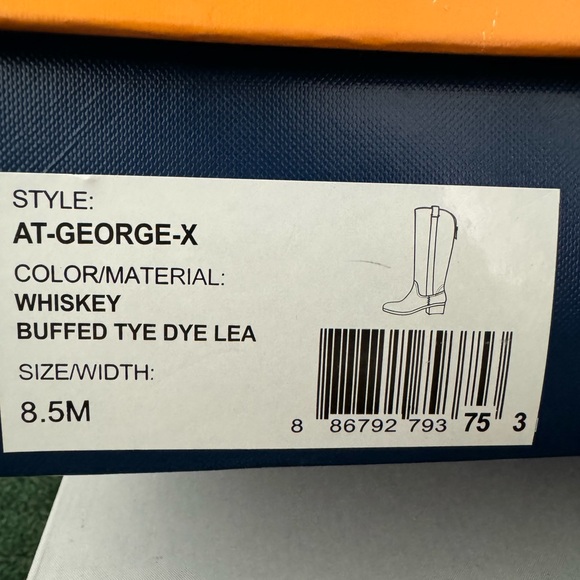 STYLE:
AT-GEORGE-X
COLOR/MATERIAL:
WHISKEY
BUFFED TYE DYE LEA
SIZE/WIDTH:
8.5M
8 86792 793 75 3